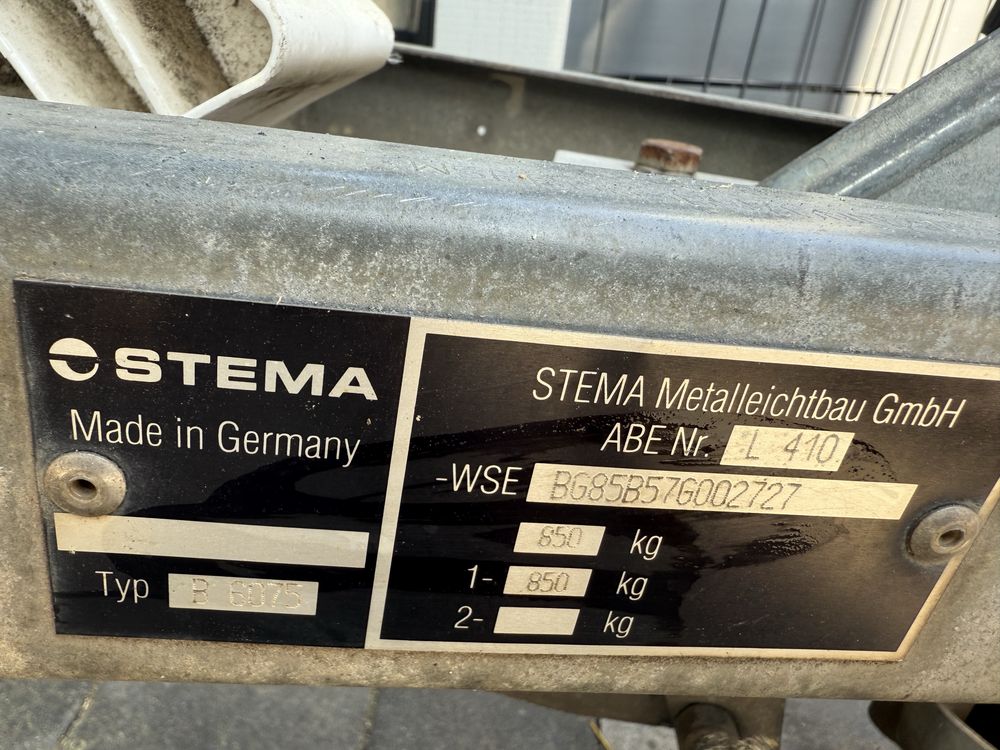 STEMA
Made in Germany
Typ B 6075
STEMA Metalleichtbau GmbH
ABE Nr. L 410
-WSE BG85B57G002727
850 kg
1- 850 kg
2- kg